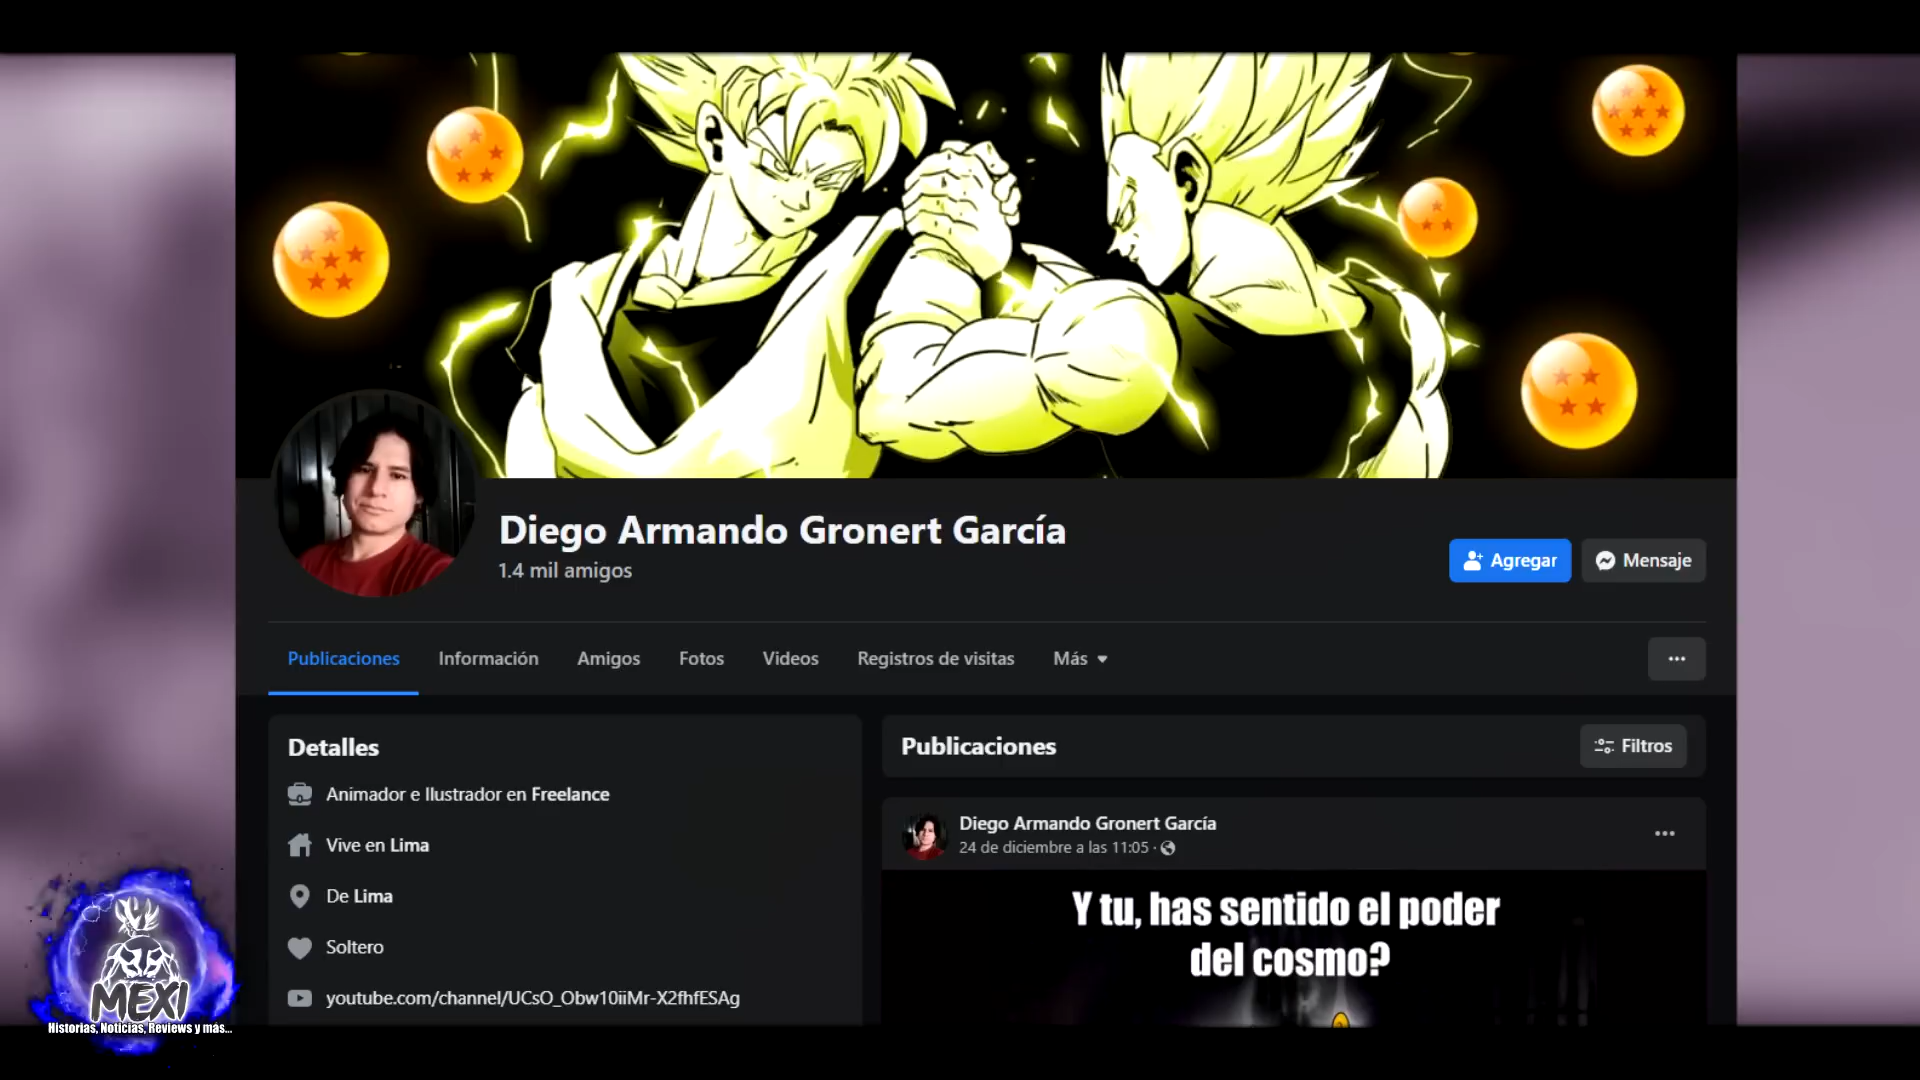 Diego Armando Gronert García
1.4 mil amigos
Agregar
Mensaje
Publicaciones
Información
Amigos
Fotos
Videos
Registros de visitas
Más
Detalles
Animador e Ilustrador en Freelance
Vive en Lima
De Lima
Soltero
youtube.com/channel/UCsO_Obw10iiMr-X2fhfESAg
Publicaciones
Filtros
Diego Armando Gronert García
24 de diciembre a las 11:05 ·
Y tu, has sentido el poder
del cosmo?
MEXI
Historias, Noticias, Reviews y más...